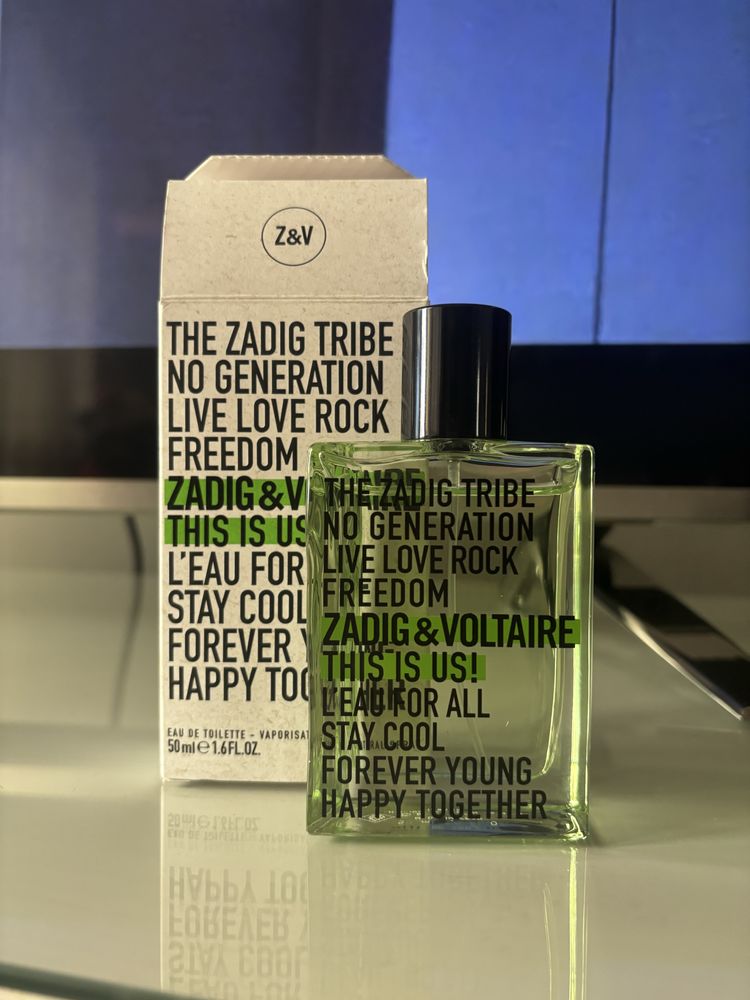 Z&V
THE ZADIG TRIBE
NO GENERATION
LIVE LOVE ROCK
FREEDOM
ZADIG&V
THIS IS US
L'EAU FOR
STAY COOL
FOREVER
HAPPY
EAU DE TOILETTE – VAPORISAT
50 ml e 1.6FL.OZ.
THE ZADIG TRIBE
NO GENERATION
LIVE LOVE ROCK
FREEDOM
ZADIG&VOLTAIRE
THIS IS US!
L'EAU FOR ALL
STAY COOL
FOREVER YOUNG
HAPPY TOGETHER